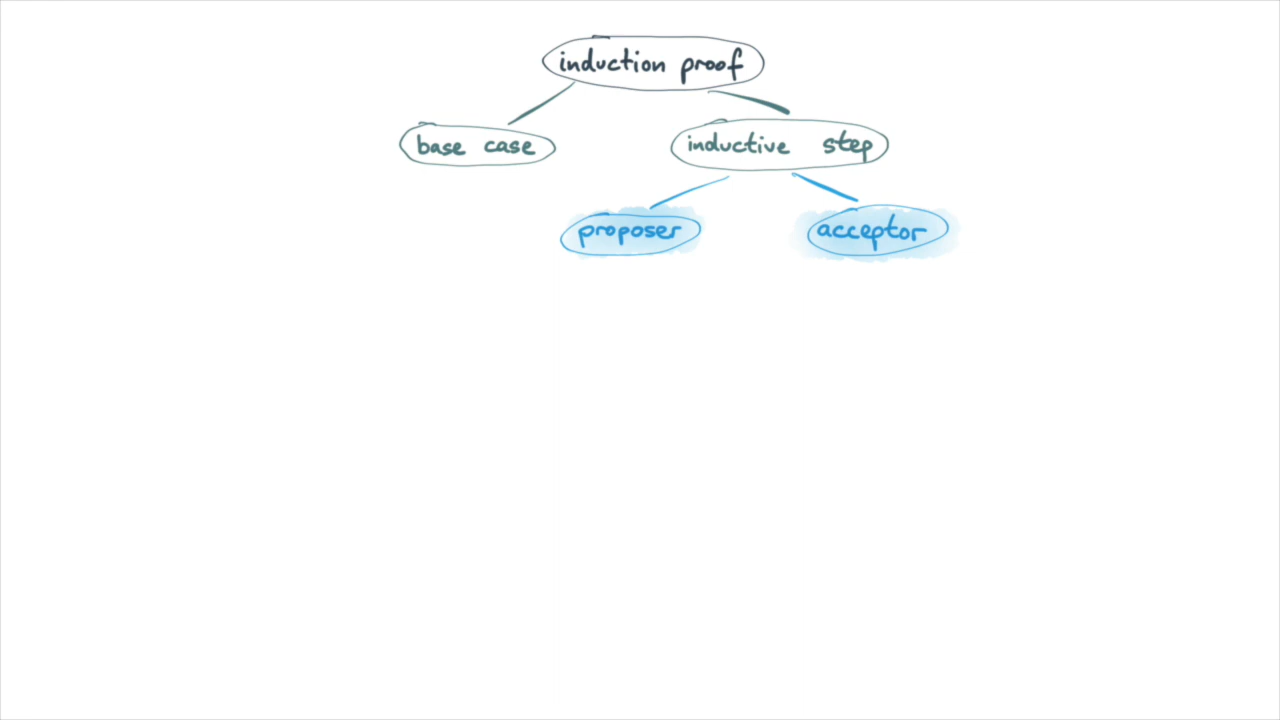 induction proof
base case
inductive step
proposer
acceptor